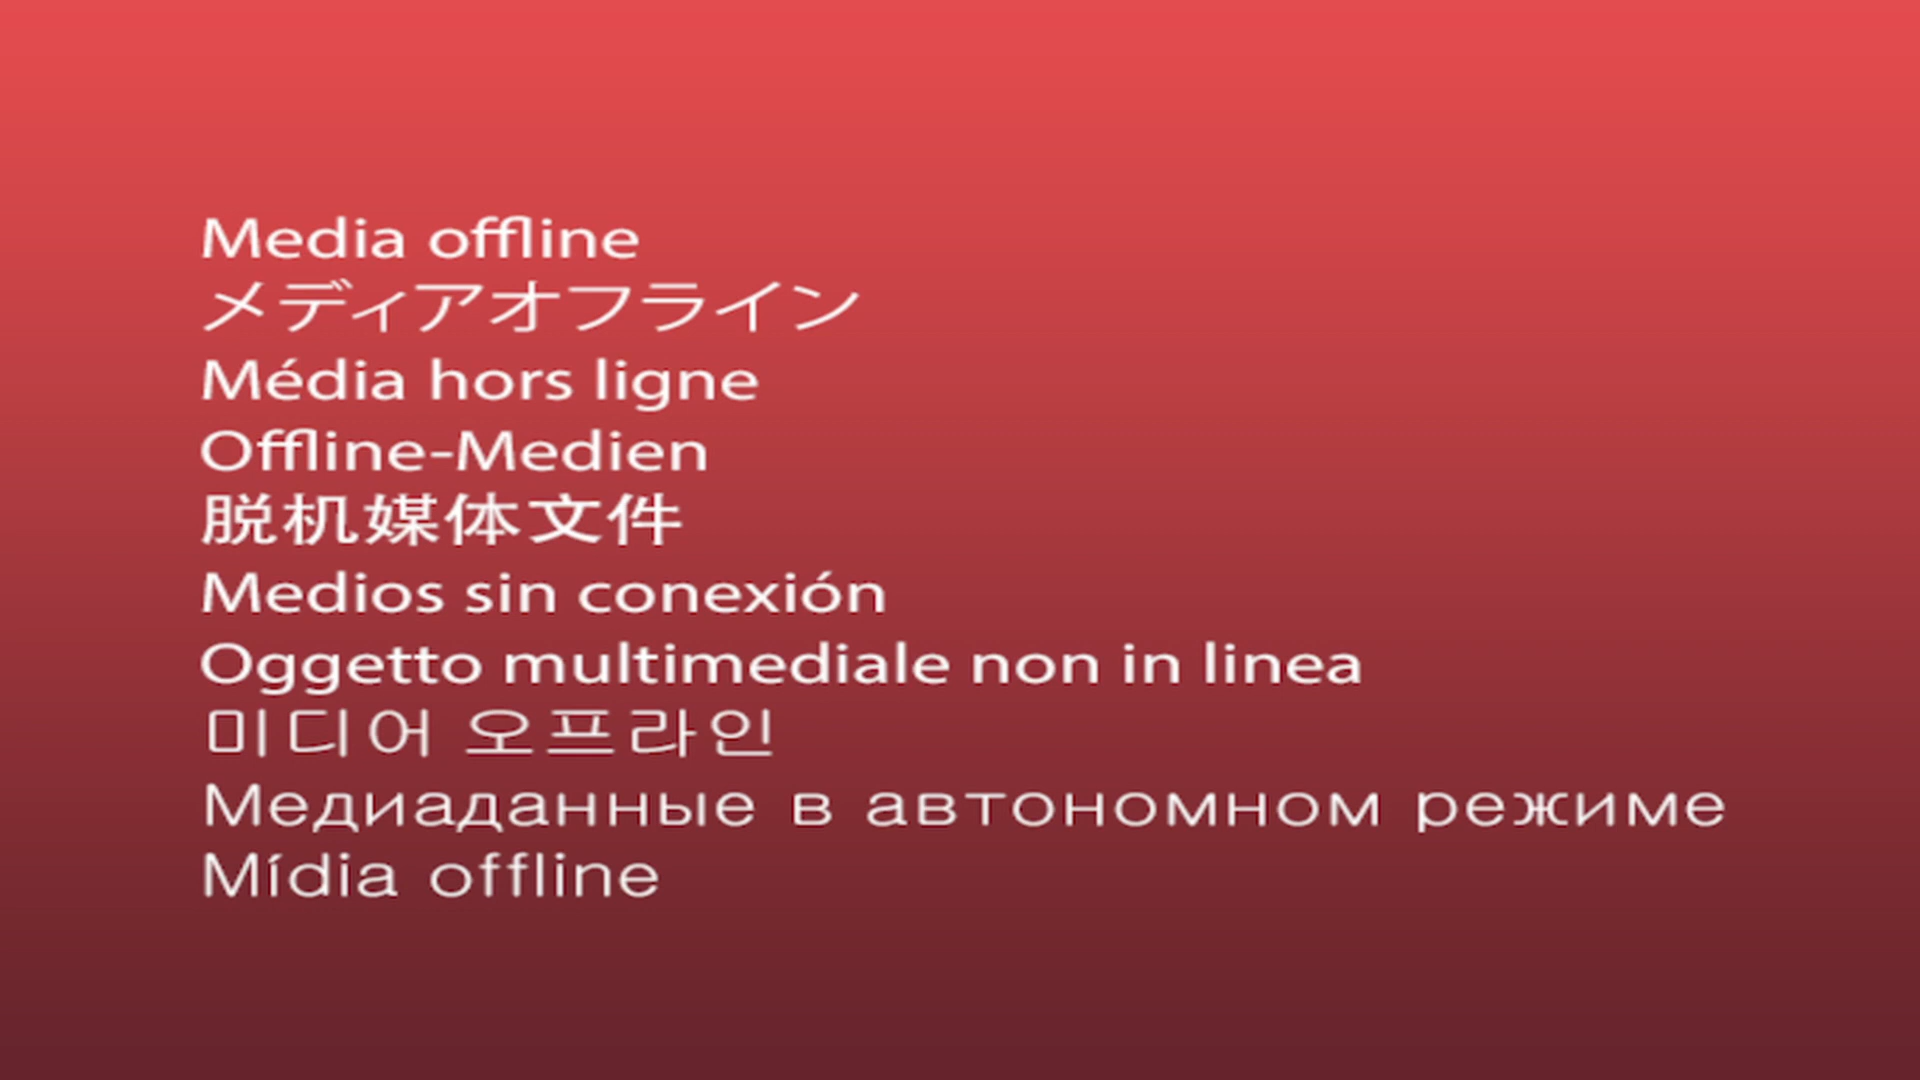 Media offline
メディアオフライン
Média hors ligne
Offline-Medien
脱机媒体文件
Medios sin conexión
Oggetto multimediale non in linea
미디어 오프라인
Медиаданные в автономном режиме
Mídia offline